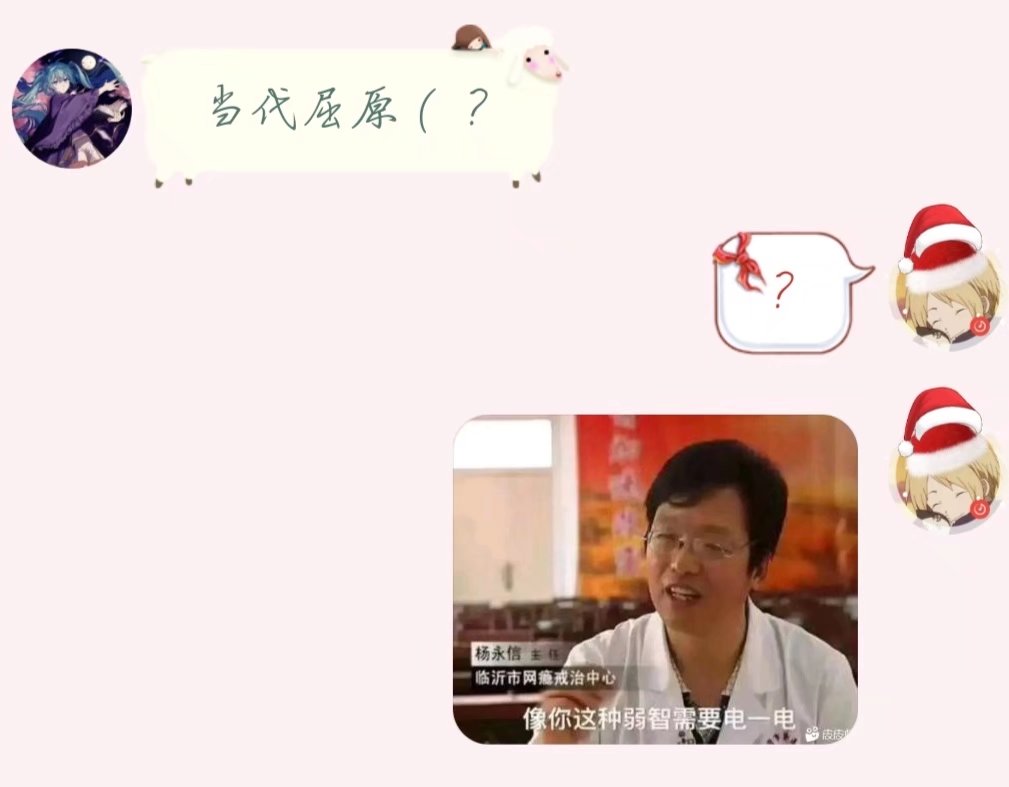 当代屈原（ ？
？
杨永信 主任
临沂市网瘾戒治中心
像你这种弱智需要电一电